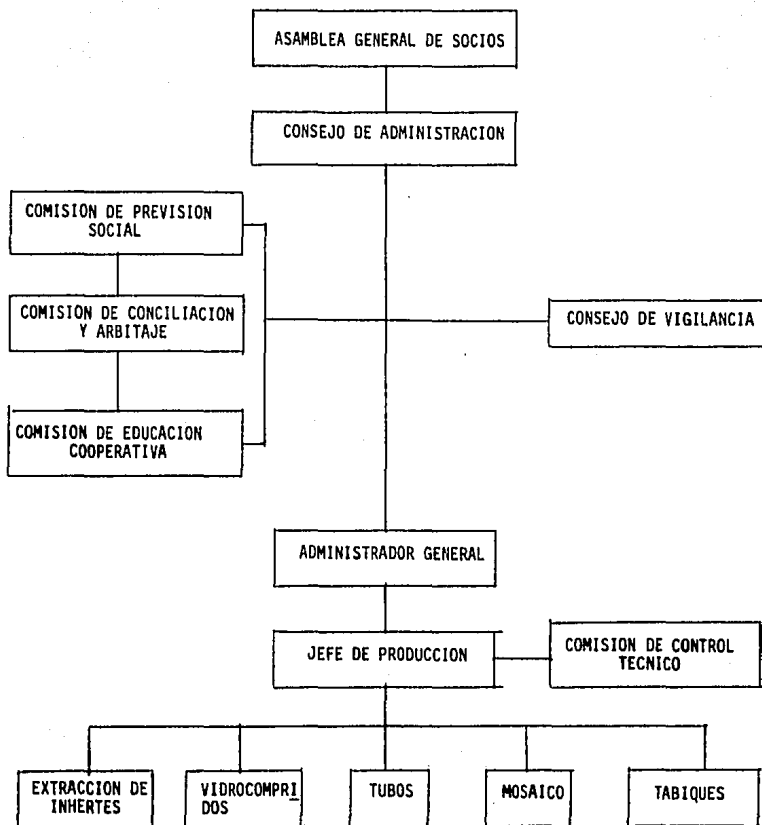 ASAMBLEA GENERAL DE SOCIOS
CONSEJO DE ADMINISTRACION
COMISION DE PREVISION
SOCIAL
COMISION DE CONCILIACION
Y ARBITAJE
CONSEJO DE VIGILANCIA
COMISION DE EDUCACION
COOPERATIVA
ADMINISTRADOR GENERAL
JEFE DE PRODUCCION
COMISION DE CONTROL
TECNICO
EXTRACCION DE
INHERTES
VIDROCOMPRI
DOS
TUBOS
MOSAICO
TABIQUES